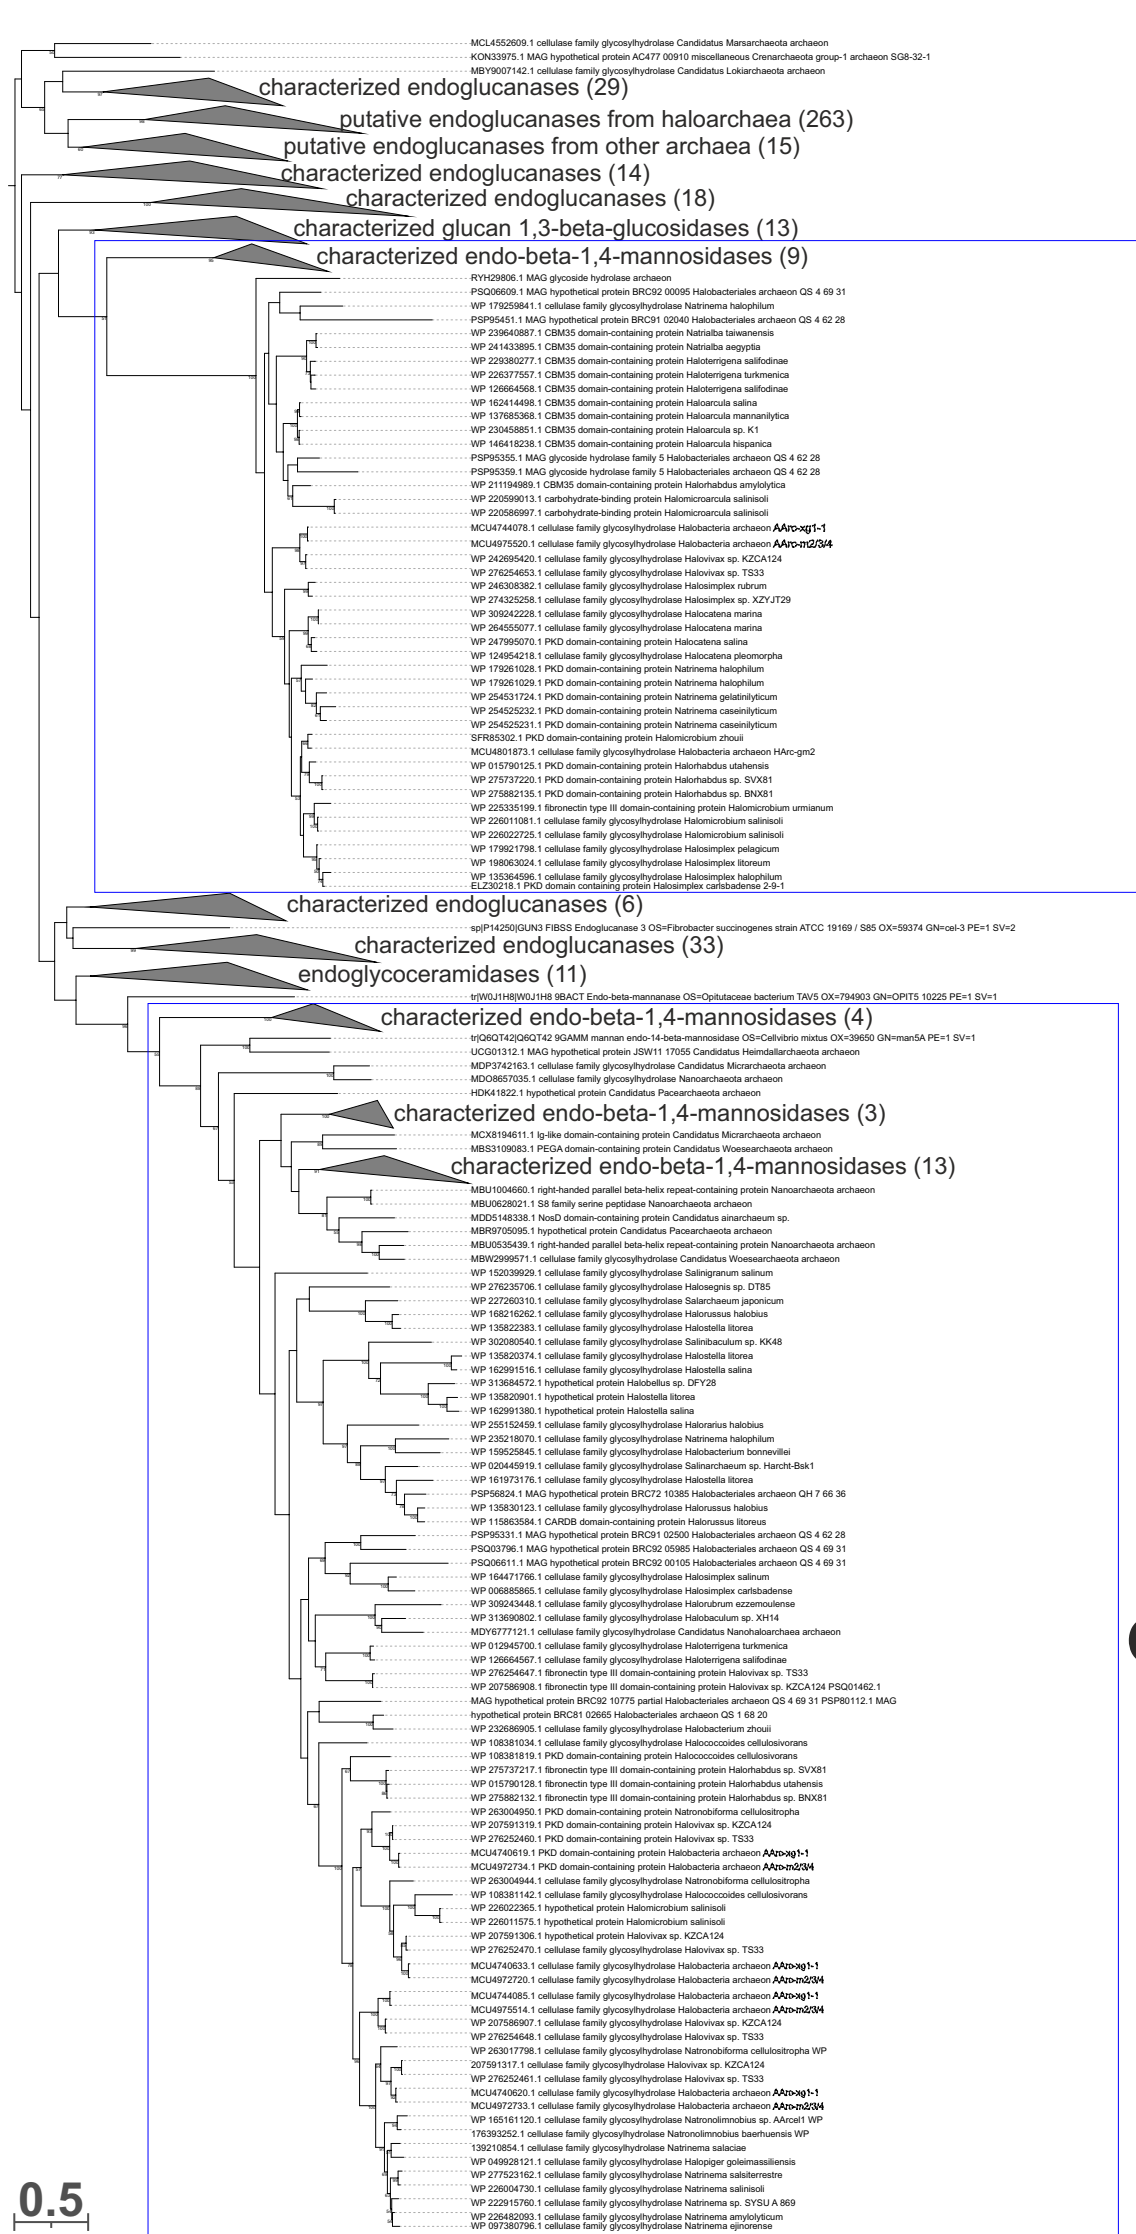 MCL4552609.1 cellulase family glycosylhydrolase Candidatus Marsarchaeota archaeon
KON33975.1 MAG hypothetical protein AC477 00910 miscellaneous Crenarchaeota group-1 archaeon SG8-32-1
MBY9007142.1 cellulase family glycosylhydrolase Candidatus Lokiarchaeota archaeon
characterized endoglucanases (29)
putative endoglucanases from haloarchaea (263)
putative endoglucanases from other archaea (15)
characterized endoglucanases (14)
characterized endoglucanases (18)
characterized glucan 1,3-beta-glucosidases (13)
characterized endo-beta-1,4-mannosidases (9)
RYH29806.1 MAG glycoside hydrolase archaeon
PSQ06609.1 MAG hypothetical protein BRC92 00095 Halobacteriales archaeon QS 4 69 31
WP 179259841.1 cellulase family glycosylhydrolase Natrinema halophilum
PSP95451.1 MAG hypothetical protein BRC91 02040 Halobacteriales archaeon QS 4 62 28
WP 239640887.1 CBM35 domain-containing protein Natrialba taiwanensis
WP 241433895.1 CBM35 domain-containing protein Natrialba aegyptia
WP 229380277.1 CBM35 domain-containing protein Haloterrigena salifodinae
WP 226377557.1 CBM35 domain-containing protein Haloterrigena turkmenica
WP 126664568.1 CBM35 domain-containing protein Haloterrigena salifodinae
WP 162414498.1 CBM35 domain-containing protein Haloarcula salina
WP 137685368.1 CBM35 domain-containing protein Haloarcula mannanilytica
WP 230458851.1 CBM35 domain-containing protein Haloarcula sp. K1
WP 146418238.1 CBM35 domain-containing protein Haloarcula hispanica
PSP95355.1 MAG glycoside hydrolase family 5 Halobacteriales archaeon QS 4 62 28
PSP95359.1 MAG glycoside hydrolase family 5 Halobacteriales archaeon QS 4 62 28
WP 211194989.1 CBM35 domain-containing protein Halorhabdus amylolytica
WP 220599013.1 carbohydrate-binding protein Halomicroarcula salinisoli
WP 220586997.1 carbohydrate-binding protein Halomicroarcula salinisoli
MCU4744078.1 cellulase family glycosylhydrolase Halobacteria archaeon AArc-xg1-1
MCU4975520.1 cellulase family glycosylhydrolase Halobacteria archaeon AArc-m2/3/4
WP 242695420.1 cellulase family glycosylhydrolase Halovivax sp. KZCA124
WP 276254653.1 cellulase family glycosylhydrolase Halovivax sp. TS33
WP 246308382.1 cellulase family glycosylhydrolase Halosimplex rubrum
WP 274325258.1 cellulase family glycosylhydrolase Halosimplex sp. XZYJT29
WP 309242228.1 cellulase family glycosylhydrolase Halocatena marina
WP 264555077.1 cellulase family glycosylhydrolase Halocatena marina
WP 247995070.1 PKD domain-containing protein Halocatena salina
WP 124954218.1 cellulase family glycosylhydrolase Halocatena pleomorpha
WP 179261028.1 PKD domain-containing protein Natrinema halophilum
WP 179261029.1 PKD domain-containing protein Natrinema halophilum
WP 254531724.1 PKD domain-containing protein Natrinema gelatinilyticum
WP 254525232.1 PKD domain-containing protein Natrinema caseinilyticum
WP 254525231.1 PKD domain-containing protein Natrinema caseinilyticum
SFR85302.1 PKD domain-containing protein Halomicrobium zhouii
MCU4801873.1 cellulase family glycosylhydrolase Halobacteria archaeon HArc-gm2
WP 015790125.1 PKD domain-containing protein Halorhabdus utahensis
WP 275737220.1 PKD domain-containing protein Halorhabdus sp. SVX81
WP 275882135.1 PKD domain-containing protein Halorhabdus sp. BNX81
WP 225335199.1 fibronectin type III domain-containing protein Halomicrobium urmianum
WP 226011081.1 cellulase family glycosylhydrolase Halomicrobium salinisoli
WP 226022725.1 cellulase family glycosylhydrolase Halomicrobium salinisoli
WP 179921798.1 cellulase family glycosylhydrolase Halosimplex pelagicum
WP 198063024.1 cellulase family glycosylhydrolase Halosimplex litoreum
WP 135364596.1 cellulase family glycosylhydrolase Halosimplex halophilum
ELZ30218.1 PKD domain containing protein Halosimplex carlsbadense 2-9-1
characterized endoglucanases (6)
sp|P14250|GUN3 FIBSS Endoglucanase 3 OS=Fibrobacter succinogenes strain ATCC 19169 / S85 OX=59374 GN=cel-3 PE=1 SV=2
characterized endoglucanases (33)
endoglycoceramidases (11)
tr|W0J1H8|W0J1H8 9BACT Endo-beta-mannanase OS=Opitutaceae bacterium TAV5 OX=794903 GN=OPIT5 10225 PE=1 SV=1
characterized endo-beta-1,4-mannosidases (4)
tr|Q6QT42|Q6QT42 9GAMM mannan endo-14-beta-mannosidase OS=Cellvibrio mixtus OX=39650 GN=man5A PE=1 SV=1
UCG01312.1 MAG hypothetical protein JSW11 17055 Candidatus Heimdallarchaeota archaeon
MDP3742163.1 cellulase family glycosylhydrolase Candidatus Micrarchaeota archaeon
MDO8657035.1 cellulase family glycosylhydrolase Nanoarchaeota archaeon
HDK41822.1 hypothetical protein Candidatus Pacearchaeota archaeon
characterized endo-beta-1,4-mannosidases (3)
MCX8194611.1 Ig-like domain-containing protein Candidatus Micrarchaeota archaeon
MBS3109083.1 PEGA domain-containing protein Candidatus Woesearchaeota archaeon
characterized endo-beta-1,4-mannosidases (13)
MBU1004660.1 right-handed parallel beta-helix repeat-containing protein Nanoarchaeota archaeon
MBU0628021.1 S8 family serine peptidase Nanoarchaeota archaeon
MDD5148338.1 NosD domain-containing protein Candidatus ainarchaeum sp.
MBR9705095.1 hypothetical protein Candidatus Pacearchaeota archaeon
MBU0535439.1 right-handed parallel beta-helix repeat-containing protein Nanoarchaeota archaeon
MBW2999571.1 cellulase family glycosylhydrolase Candidatus Woesearchaeota archaeon
WP 152039929.1 cellulase family glycosylhydrolase Salinigranum salinum
WP 276235706.1 cellulase family glycosylhydrolase Halosegnis sp. DT85
WP 227260310.1 cellulase family glycosylhydrolase Salarchaeum japonicum
WP 168216262.1 cellulase family glycosylhydrolase Halorussus halobius
WP 135822383.1 cellulase family glycosylhydrolase Halostella litorea
WP 302080540.1 cellulase family glycosylhydrolase Salinibaculum sp. KK48
WP 135820374.1 cellulase family glycosylhydrolase Halostella litorea
WP 162991516.1 cellulase family glycosylhydrolase Halostella salina
WP 313684572.1 hypothetical protein Halobellus sp. DFY28
WP 135820901.1 hypothetical protein Halostella litorea
WP 162991380.1 hypothetical protein Halostella salina
WP 255152459.1 cellulase family glycosylhydrolase Halorarius halobius
WP 235218070.1 cellulase family glycosylhydrolase Natrinema halophilum
WP 159525845.1 cellulase family glycosylhydrolase Halobacterium bonnevillei
WP 020445919.1 cellulase family glycosylhydrolase Salinarchaeum sp. Harcht-Bsk1
WP 161973176.1 cellulase family glycosylhydrolase Halostella litorea
PSP56824.1 MAG hypothetical protein BRC72 10385 Halobacteriales archaeon QH 7 66 36
WP 135830123.1 cellulase family glycosylhydrolase Halorussus halobius
WP 115863584.1 CARDB domain-containing protein Halorussus litoreus
PSP95331.1 MAG hypothetical protein BRC91 02500 Halobacteriales archaeon QS 4 62 28
PSQ03796.1 MAG hypothetical protein BRC92 05985 Halobacteriales archaeon QS 4 69 31
PSQ06611.1 MAG hypothetical protein BRC92 00105 Halobacteriales archaeon QS 4 69 31
WP 164471766.1 cellulase family glycosylhydrolase Halosimplex salinum
WP 006885865.1 cellulase family glycosylhydrolase Halosimplex carlsbadense
WP 309243448.1 cellulase family glycosylhydrolase Halorubrum ezzemoulense
WP 313690802.1 cellulase family glycosylhydrolase Halobaculum sp. XH14
MDY6777121.1 cellulase family glycosylhydrolase Candidatus Nanohaloarchaea archaeon
WP 012945700.1 cellulase family glycosylhydrolase Haloterrigena turkmenica
WP 126664567.1 cellulase family glycosylhydrolase Haloterrigena salifodinae
WP 276254647.1 fibronectin type III domain-containing protein Halovivax sp. TS33
WP 207586908.1 fibronectin type III domain-containing protein Halovivax sp. KZCA124 PSQ01462.1
MAG hypothetical protein BRC92 10775 partial Halobacteriales archaeon QS 4 69 31 PSP80112.1 MAG
hypothetical protein BRC81 02665 Halobacteriales archaeon QS 1 68 20
WP 232686905.1 cellulase family glycosylhydrolase Halobacterium zhouii
WP 108381034.1 cellulase family glycosylhydrolase Halococcoides cellulosivorans
WP 108381819.1 PKD domain-containing protein Halococcoides cellulosivorans
WP 275737217.1 fibronectin type III domain-containing protein Halorhabdus sp. SVX81
WP 015790128.1 fibronectin type III domain-containing protein Halorhabdus utahensis
WP 275882132.1 fibronectin type III domain-containing protein Halorhabdus sp. BNX81
WP 263004950.1 PKD domain-containing protein Natronobiforma cellulositropha
WP 207591319.1 PKD domain-containing protein Halovivax sp. KZCA124
WP 276252460.1 PKD domain-containing protein Halovivax sp. TS33
MCU4740619.1 PKD domain-containing protein Halobacteria archaeon AArc-xg1-1
MCU4972734.1 PKD domain-containing protein Halobacteria archaeon AArc-m2/3/4
WP 263004944.1 cellulase family glycosylhydrolase Natronobiforma cellulositropha
WP 108381142.1 cellulase family glycosylhydrolase Halococcoides cellulosivorans
WP 226022365.1 hypothetical protein Halomicrobium salinisoli
WP 226011575.1 hypothetical protein Halomicrobium salinisoli
WP 207591306.1 hypothetical protein Halovivax sp. KZCA124
WP 276252470.1 cellulase family glycosylhydrolase Halovivax sp. TS33
MCU4740633.1 cellulase family glycosylhydrolase Halobacteria archaeon AArc-xg1-1
MCU4972720.1 cellulase family glycosylhydrolase Halobacteria archaeon AArc-m2/3/4
MCU4744085.1 cellulase family glycosylhydrolase Halobacteria archaeon AArc-xg1-1
MCU4975514.1 cellulase family glycosylhydrolase Halobacteria archaeon AArc-m2/3/4
WP 207586907.1 cellulase family glycosylhydrolase Halovivax sp. KZCA124
WP 276254648.1 cellulase family glycosylhydrolase Halovivax sp. TS33
WP 263017798.1 cellulase family glycosylhydrolase Natronobiforma cellulositropha WP
207591317.1 cellulase family glycosylhydrolase Halovivax sp. KZCA124
WP 276252461.1 cellulase family glycosylhydrolase Halovivax sp. TS33
MCU4740620.1 cellulase family glycosylhydrolase Halobacteria archaeon AArc-xg1-1
MCU4972733.1 cellulase family glycosylhydrolase Halobacteria archaeon AArc-m2/3/4
WP 165161120.1 cellulase family glycosylhydrolase Natronolimnobius sp. AArcel1 WP
176393252.1 cellulase family glycosylhydrolase Natronolimnobius baerhuensis WP
139210854.1 cellulase family glycosylhydrolase Natrinema salaciae
WP 049928121.1 cellulase family glycosylhydrolase Halopiger goleimassiliensis
WP 277523162.1 cellulase family glycosylhydrolase Natrinema salsiterrestre
WP 226004730.1 cellulase family glycosylhydrolase Natrinema salinisoli
WP 222915760.1 cellulase family glycosylhydrolase Natrinema sp. SYSU A 869
WP 226482093.1 cellulase family glycosylhydrolase Natrinema amylolyticum
WP 097380796.1 cellulase family glycosylhydrolase Natrinema ejinorense
0.5